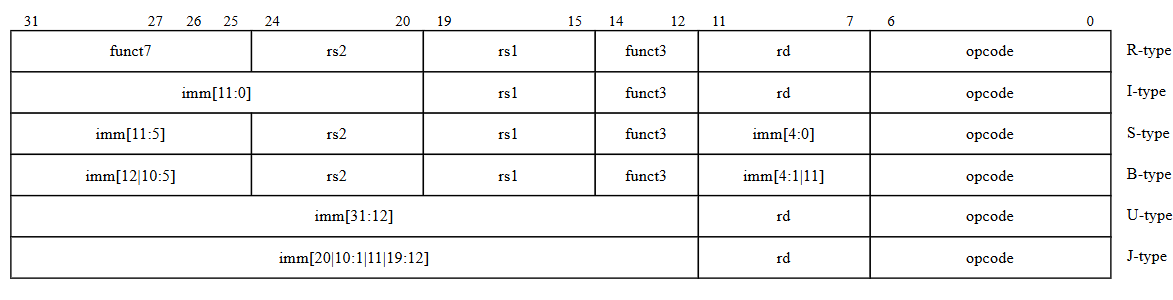 31 27 26 25 24 20 19 15 14 12 11 7 6 0
funct7 rs2 rs1 funct3 rd opcode R-type
imm[11:0] rs1 funct3 rd opcode I-type
imm[11:5] rs2 rs1 funct3 imm[4:0] opcode S-type
imm[12|10:5] rs2 rs1 funct3 imm[4:1|11] opcode B-type
imm[31:12] rd opcode U-type
imm[20|10:1|11|19:12] rd opcode J-type